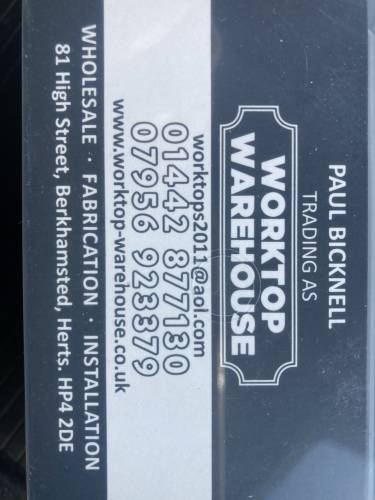 PAUL BICKNELL
TRADING AS
WORKTOP
WAREHOUSE
worktops2011@aol.com
01442 877130
07956 923379
www.worktop-warehouse.co.uk
WHOLESALE · FABRICATION · INSTALLATION
81 High Street, Berkhamsted, Herts. HP4 2DE